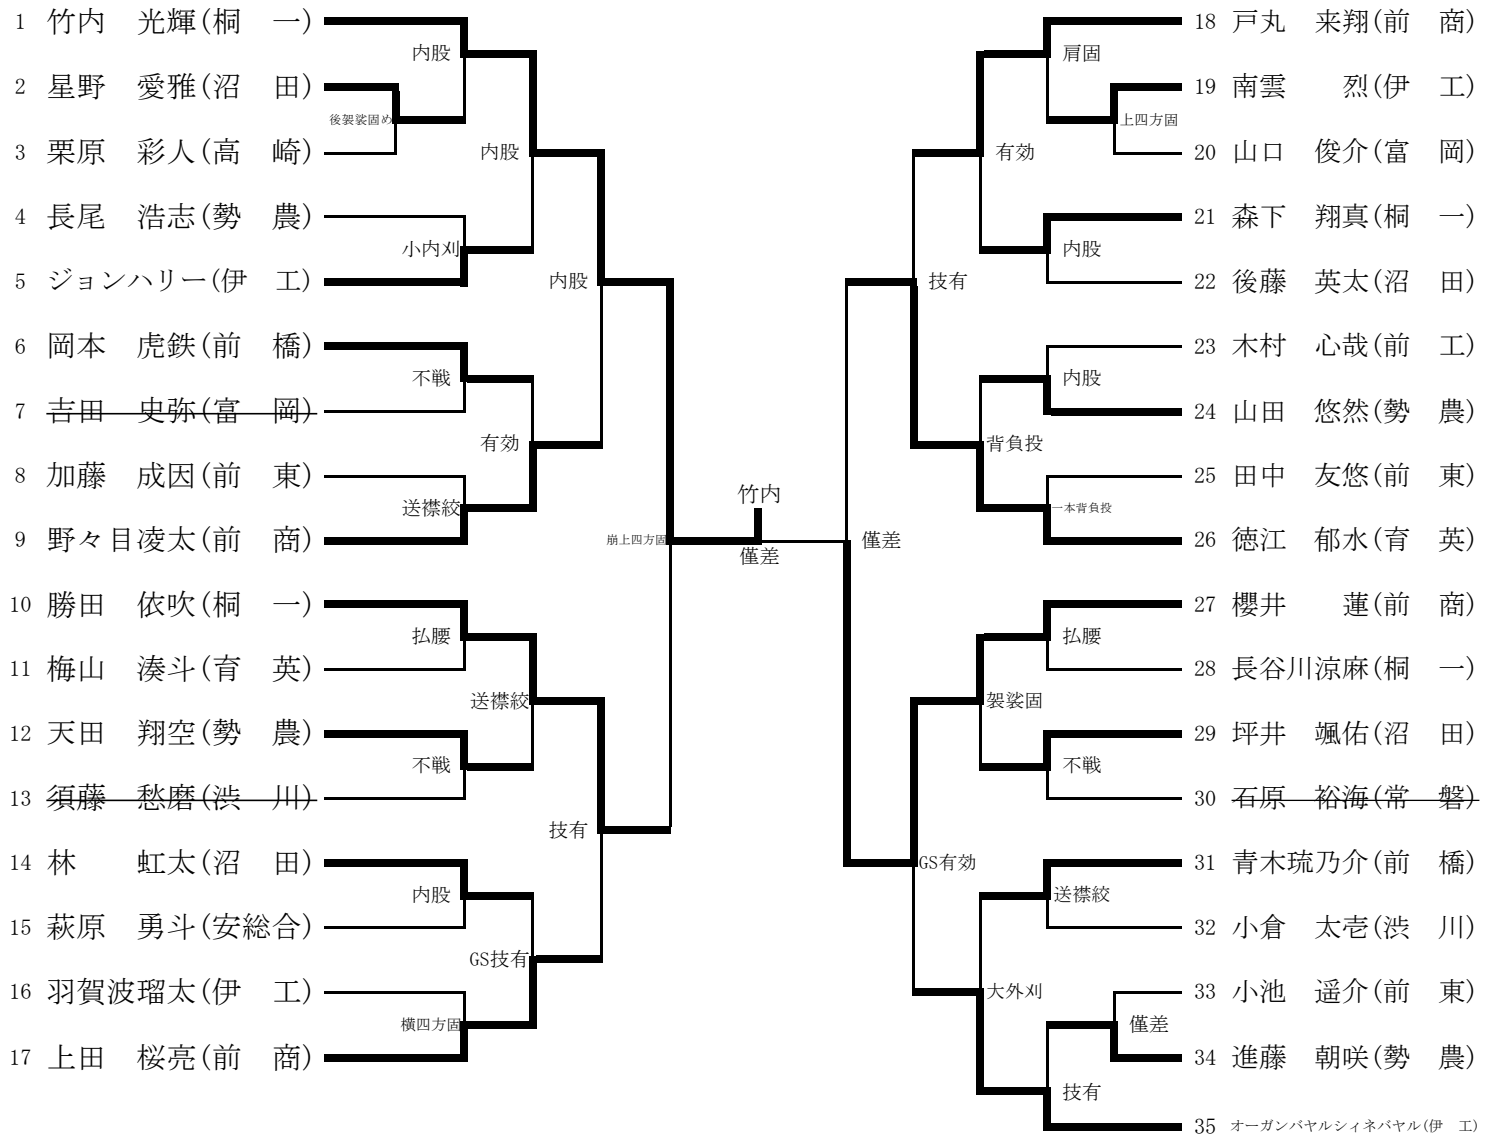 1 竹内　光輝(桐　一)
2 星野　愛雅(沼　田)
3 栗原　彩人(高　崎)
4 長尾　浩志(勢　農)
5 ジョンハリー(伊　工)
6 岡本　虎鉄(前　橋)
7 吉田　史弥(富　岡)
8 加藤　成因(前　東)
9 野々目凌太(前　商)
10 勝田　依吹(桐　一)
11 梅山　湊斗(育　英)
12 天田　翔空(勢　農)
13 須藤　愁磨(渋　川)
14 林　　虹太(沼　田)
15 萩原　勇斗(安総合)
16 羽賀波瑠太(伊　工)
17 上田　桜亮(前　商)
内股
後袈裟固め
小内刈
不戦
送襟絞
払腰
不戦
内股
横四方固
内股
有効
送襟絞
GS技有
内股
技有
崩上四方固
竹内
僅差
僅差
技有
GS有効
有効
背負投
袈裟固
大外刈
肩固
上四方固
内股
内股
一本背負投
払腰
不戦
送襟絞
僅差
技有
18 戸丸　来翔(前　商)
19 南雲　　烈(伊　工)
20 山口　俊介(富　岡)
21 森下　翔真(桐　一)
22 後藤　英太(沼　田)
23 木村　心哉(前　工)
24 山田　悠然(勢　農)
25 田中　友悠(前　東)
26 徳江　郁水(育　英)
27 櫻井　　蓮(前　商)
28 長谷川涼麻(桐　一)
29 坪井　颯佑(沼　田)
30 石原　裕海(常　磐)
31 青木琉乃介(前　橋)
32 小倉　太壱(渋　川)
33 小池　遥介(前　東)
34 進藤　朝咲(勢　農)
35 オーガンバヤルシィネバヤル(伊　工)